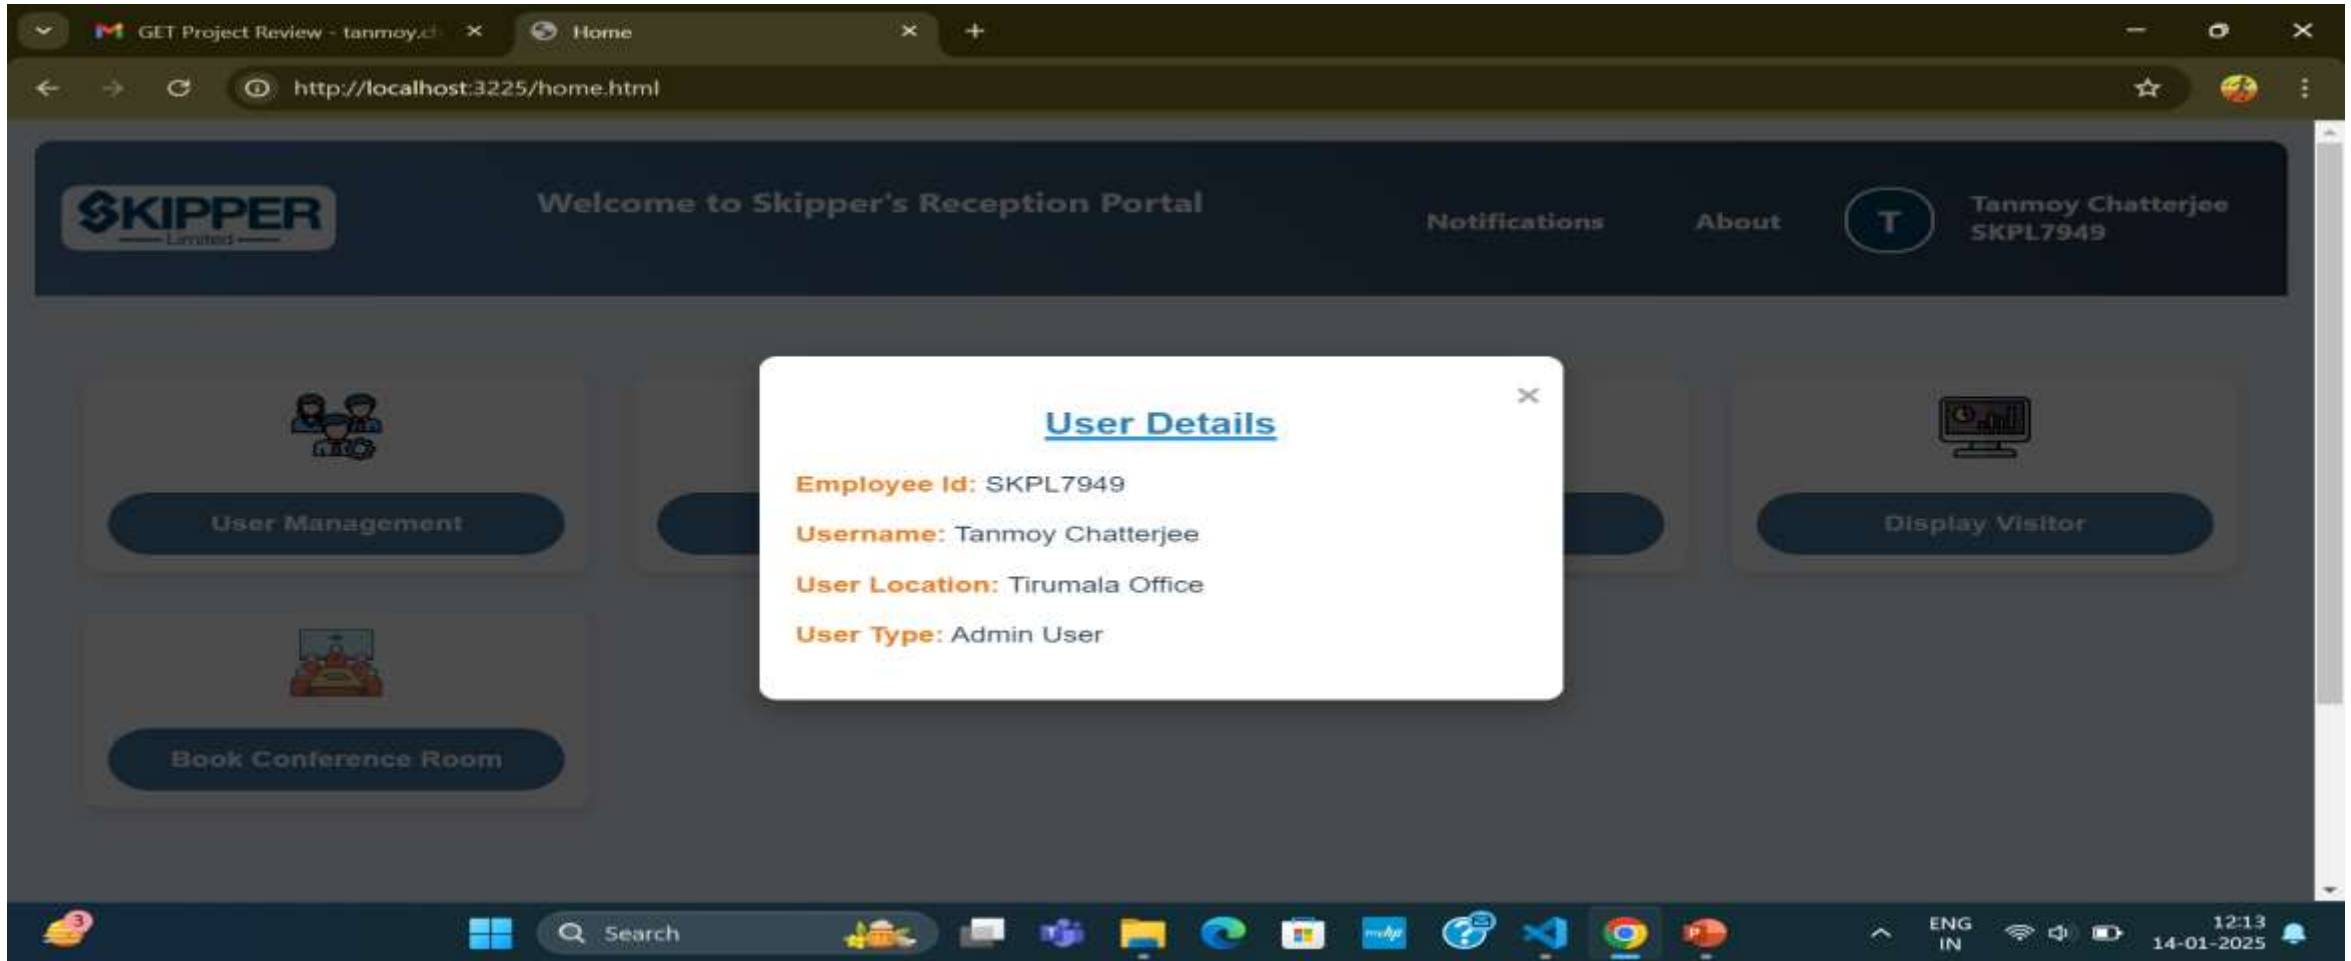 GET Project Review - tanmoy.c
Home
http://localhost:3225/home.html
SKIPPER
Limited
Welcome to Skipper's Reception Portal
Notifications
About
T
Tanmoy Chatterjee
SKPL7949
User Details
Employee Id: SKPL7949
Username: Tanmoy Chatterjee
User Location: Tirumala Office
User Type: Admin User
User Management
Display Visitor
Book Conference Room
3
Search
myhp
ENG
IN
12:13
14-01-2025